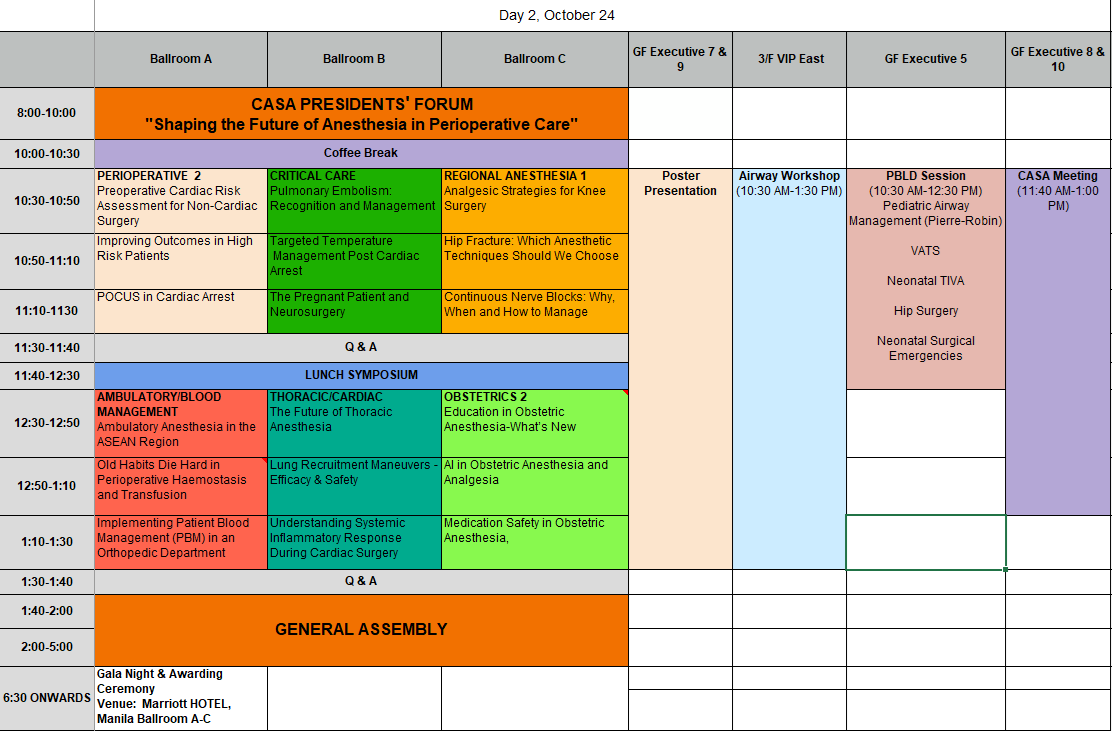 Day 2, October 24
Ballroom A
Ballroom B
Ballroom C
GF Executive 7 &
9
3/F VIP East
GF Executive 5
GF Executive 8 &
10
8:00-10:00
CASA PRESIDENTS' FORUM
"Shaping the Future of Anesthesia in Perioperative Care"
10:00-10:30
Coffee Break
10:30-10:50
PERIOPERATIVE  2
Preoperative Cardiac Risk
Assessment for Non-Cardiac
Surgery
CRITICAL CARE
Pulmonary Embolism:
Recognition and Management
REGIONAL ANESTHESIA 1
Analgesic Strategies for Knee
Surgery
Poster
Presentation
Airway Workshop
(10:30 AM-1:30 PM)
PBLD Session
(10:30 AM-12:30 PM)
Pediatric Airway
Management (Pierre-Robin)
VATS
Neonatal TIVA
Hip Surgery
Neonatal Surgical
Emergencies
CASA Meeting
(11:40 AM-1:00
PM)
10:50-11:10
Improving Outcomes in High
Risk Patients
Targeted Temperature
Management Post Cardiac
Arrest
Hip Fracture: Which Anesthetic
Techniques Should We Choose
11:10-1130
POCUS in Cardiac Arrest
The Pregnant Patient and
Neurosurgery
Continuous Nerve Blocks: Why,
When and How to Manage
11:30-11:40
Q & A
11:40-12:30
LUNCH SYMPOSIUM
12:30-12:50
AMBULATORY/BLOOD
MANAGEMENT
Ambulatory Anesthesia in the
ASEAN Region
THORACIC/CARDIAC
The Future of Thoracic
Anesthesia
OBSTETRICS 2
Education in Obstetric
Anesthesia-What's New
12:50-1:10
Old Habits Die Hard in
Perioperative Haemostasis
and Transfusion
Lung Recruitment Maneuvers -
Efficacy & Safety
AI in Obstetric Anesthesia and
Analgesia
1:10-1:30
Implementing Patient Blood
Management (PBM) in an
Orthopedic Department
Understanding Systemic
Inflammatory Response
During Cardiac Surgery
Medication Safety in Obstetric
Anesthesia,
1:30-1:40
Q & A
1:40-2:00
GENERAL ASSEMBLY
2:00-5:00
6:30 ONWARDS
Gala Night & Awarding
Ceremony
Venue:  Marriott HOTEL,
Manila Ballroom A-C